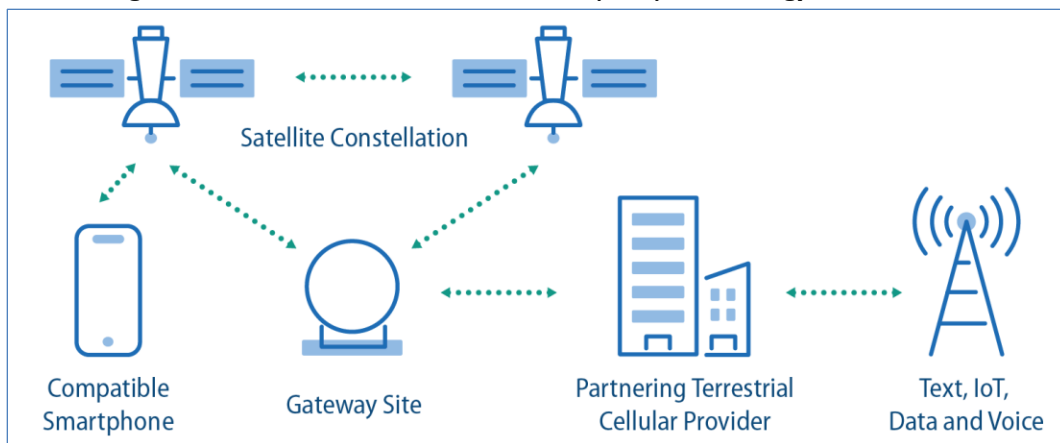 Satellite Constellation
Compatible
Smartphone
Gateway Site
Partnering Terrestrial
Cellular Provider
Text, IoT,
Data and Voice